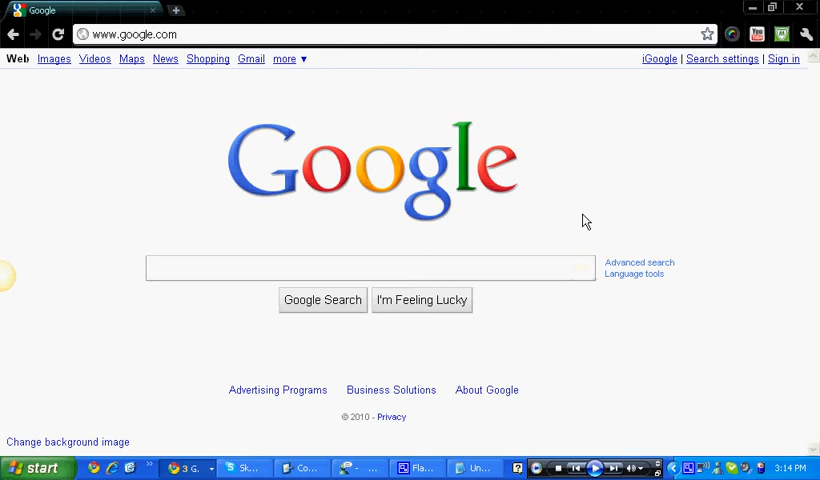 Google
www.google.com
Web Images Videos Maps News Shopping Gmail more ▼ iGoogle | Search settings | Sign in
Google
Advanced search
Language tools
Google Search I'm Feeling Lucky
Advertising Programs Business Solutions About Google
© 2010 - Privacy
Change background image
start 3 G. Sk... Co... ... Fla... Un... 3:14 PM